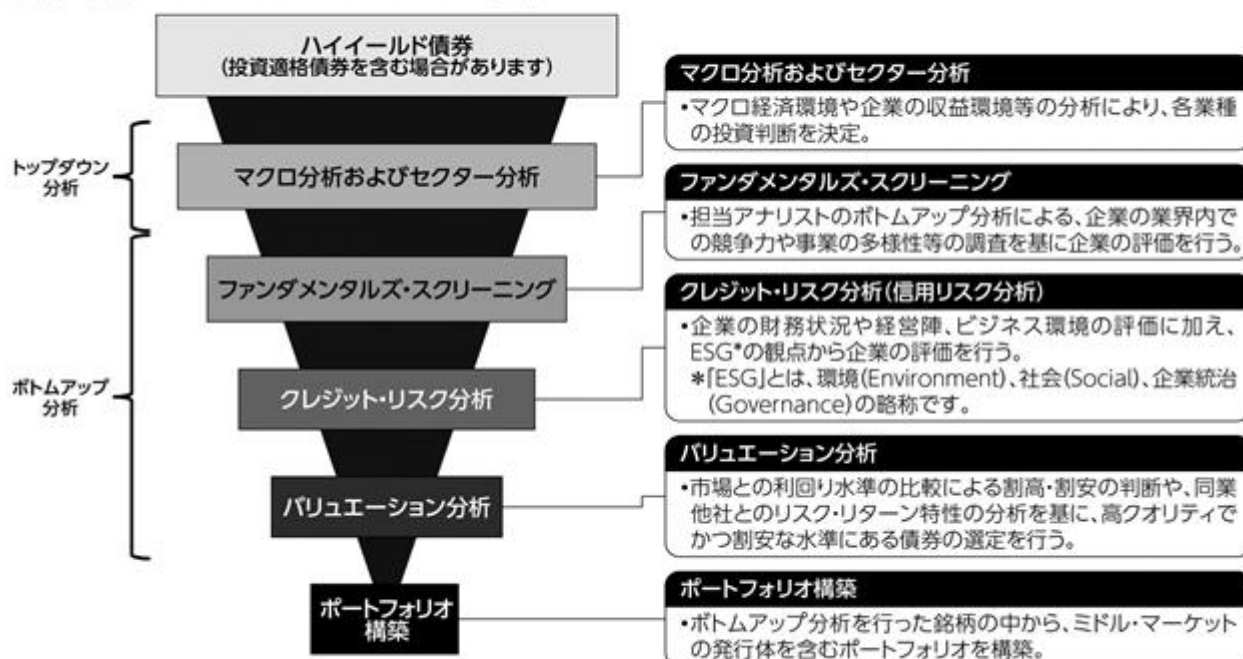 ハイイールド債券
(投資適格債券を含む場合があります)
トップダウン
分析
マクロ分析およびセクター分析
ボトムアップ
分析
ファンダメンタルズ・スクリーニング
クレジット・リスク分析
バリュエーション分析
ポートフォリオ
構築
マクロ分析およびセクター分析
•マクロ経済環境や企業の収益環境等の分析により、各業種
の投資判断を決定。
ファンダメンタルズ・スクリーニング
•担当アナリストのボトムアップ分析による、企業の業界内で
の競争力や事業の多様性等の調査を基に企業の評価を行う。
クレジット・リスク分析(信用リスク分析)
•企業の財務状況や経営陣、ビジネス環境の評価に加え、
ESG*の観点から企業の評価を行う。
*「ESG」とは、環境(Environment)、社会(Social)、企業統治
(Governance)の略称です。
バリュエーション分析
•市場との利回り水準の比較による割高・割安の判断や、同業
他社とのリスク・リターン特性の分析を基に、高クオリティで
かつ割安な水準にある債券の選定を行う。
ポートフォリオ構築
•ボトムアップ分析を行った銘柄の中から、ミドル・マーケット
の発行体を含むポートフォリオを構築。